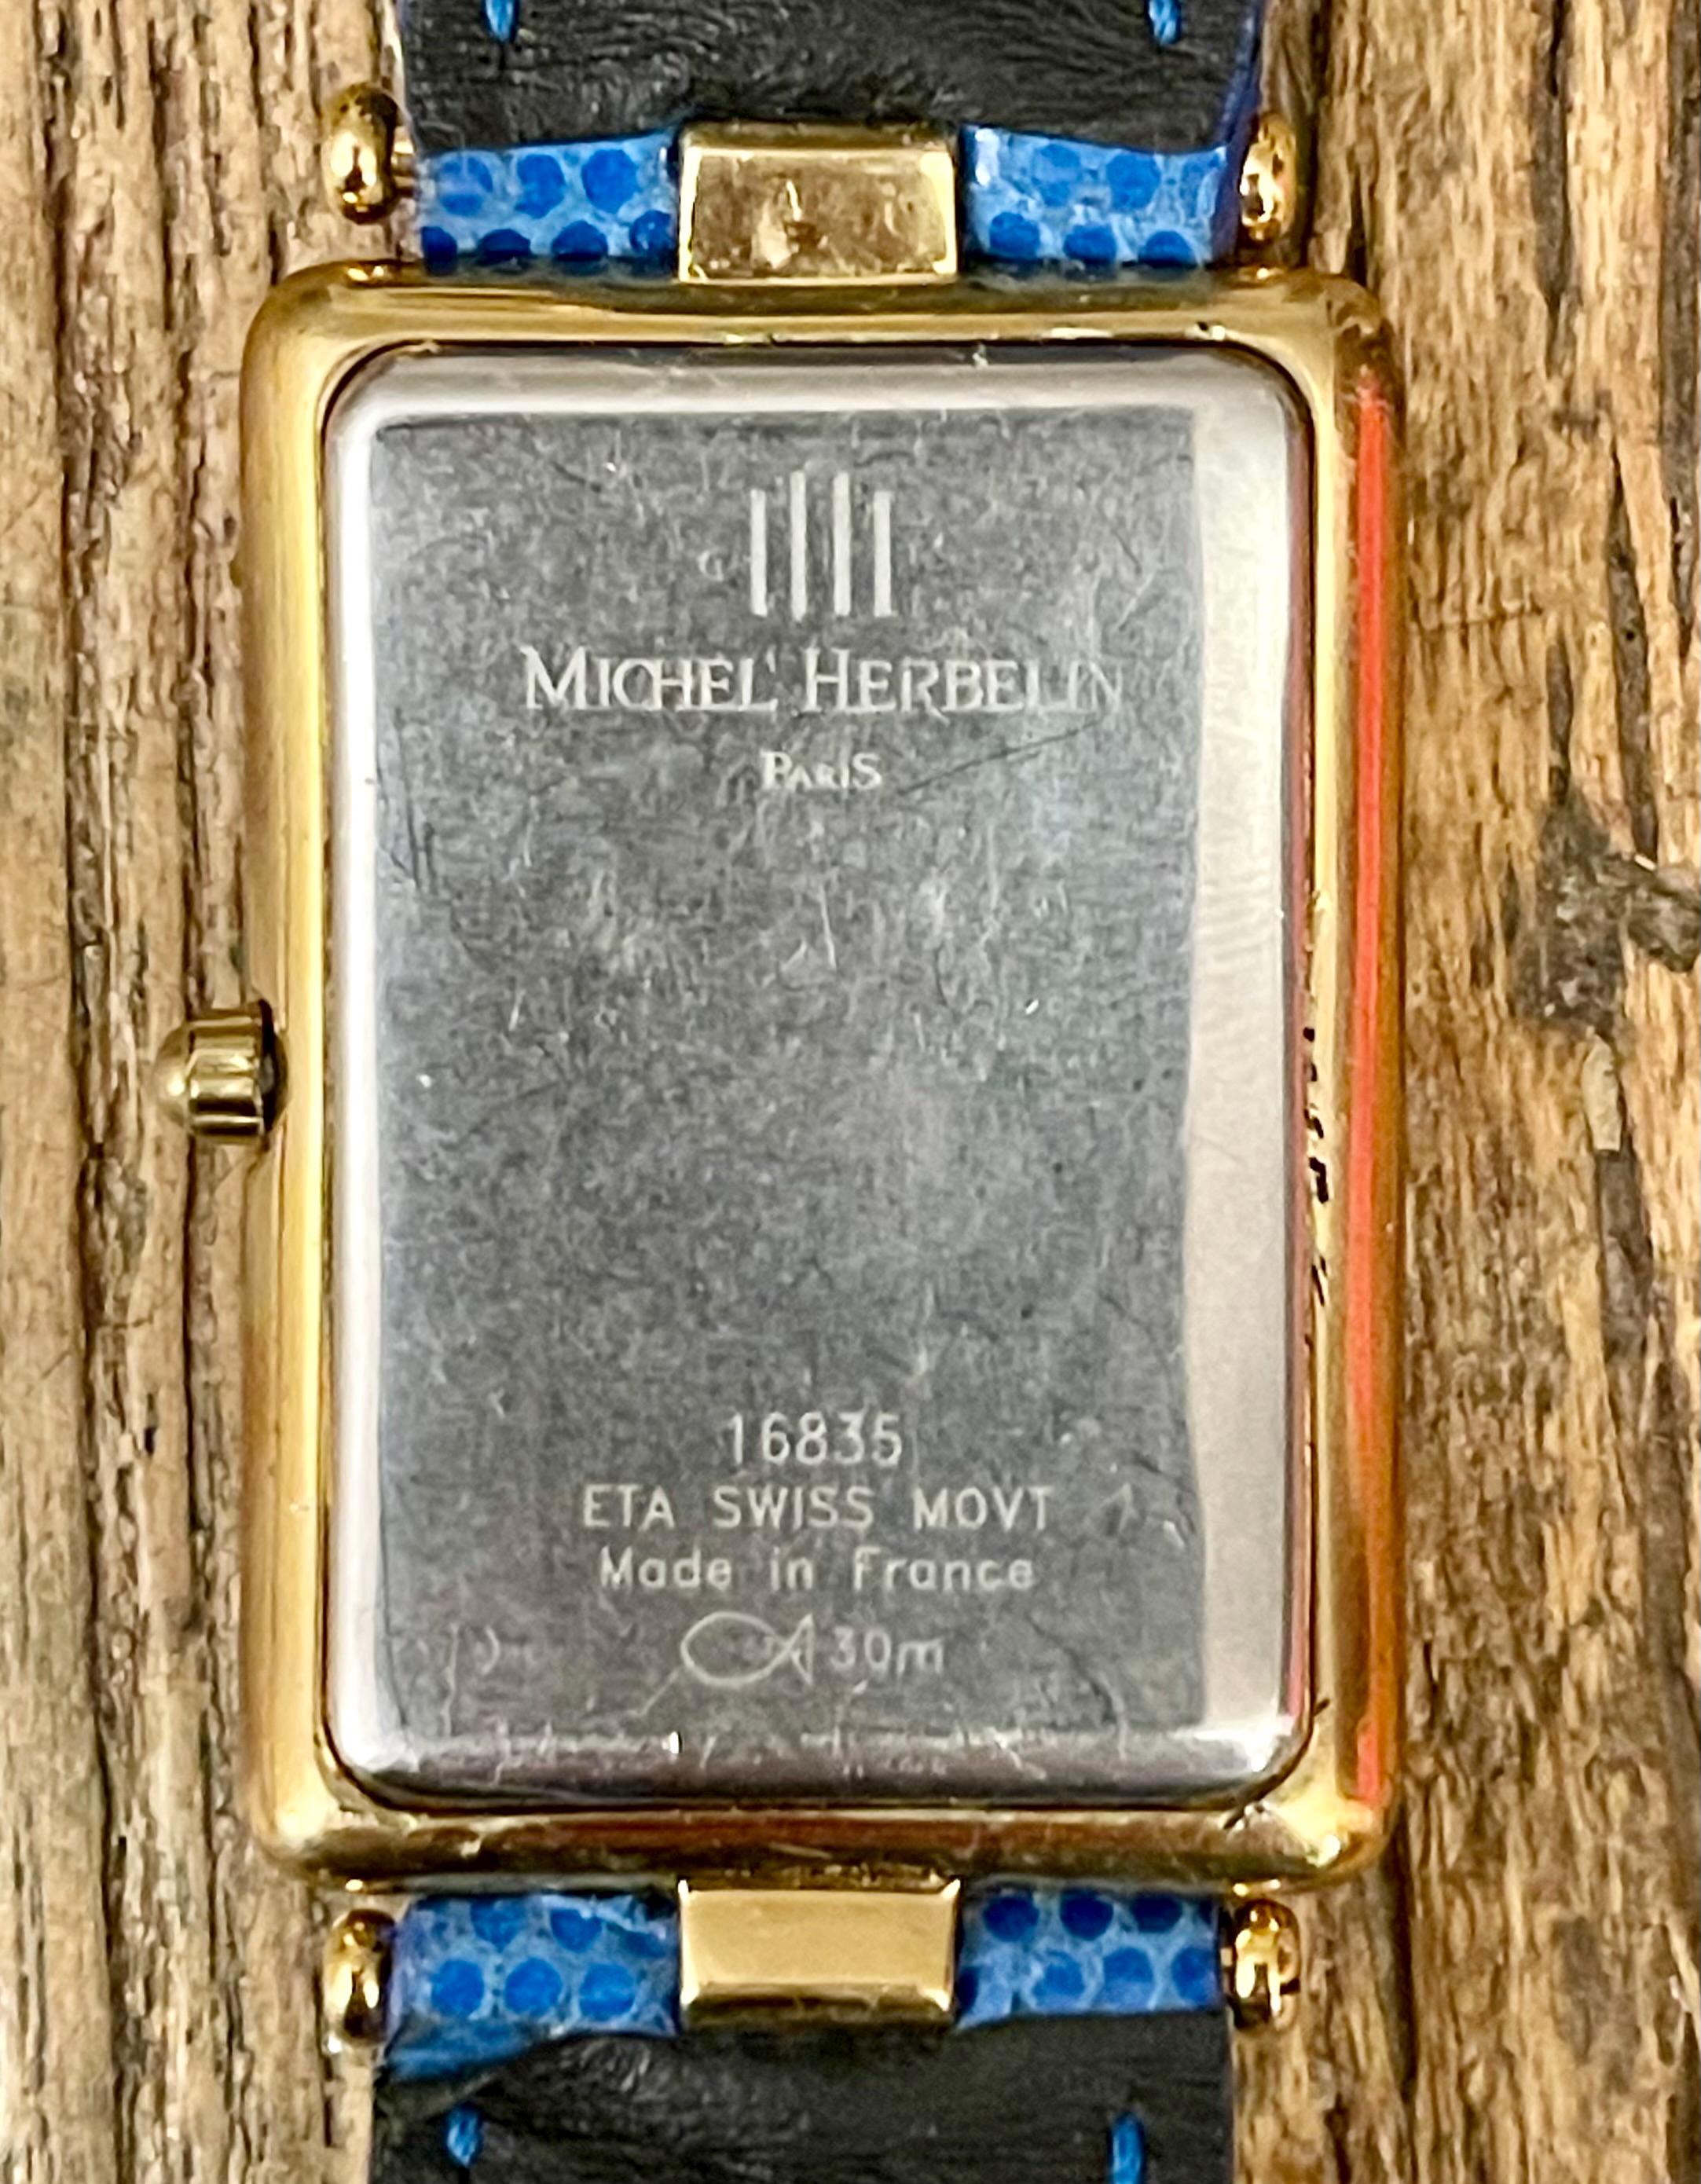 MICHEL HERBELIN
PARIS
16835
ETA SWISS MOVT
Made in France
30m